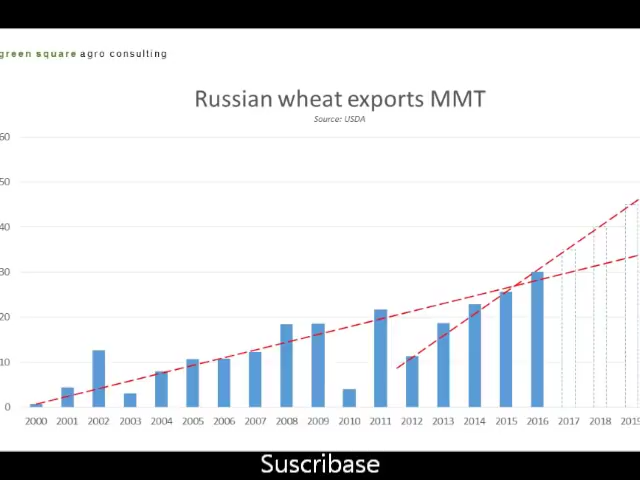 green square agro consulting
Russian wheat exports MMT
Source: USDA
60
50
40
30
20
10
0
2000 2001 2002 2003 2004 2005 2006 2007 2008 2009 2010 2011 2012 2013 2014 2015 2016 2017 2018 2019
Suscribase